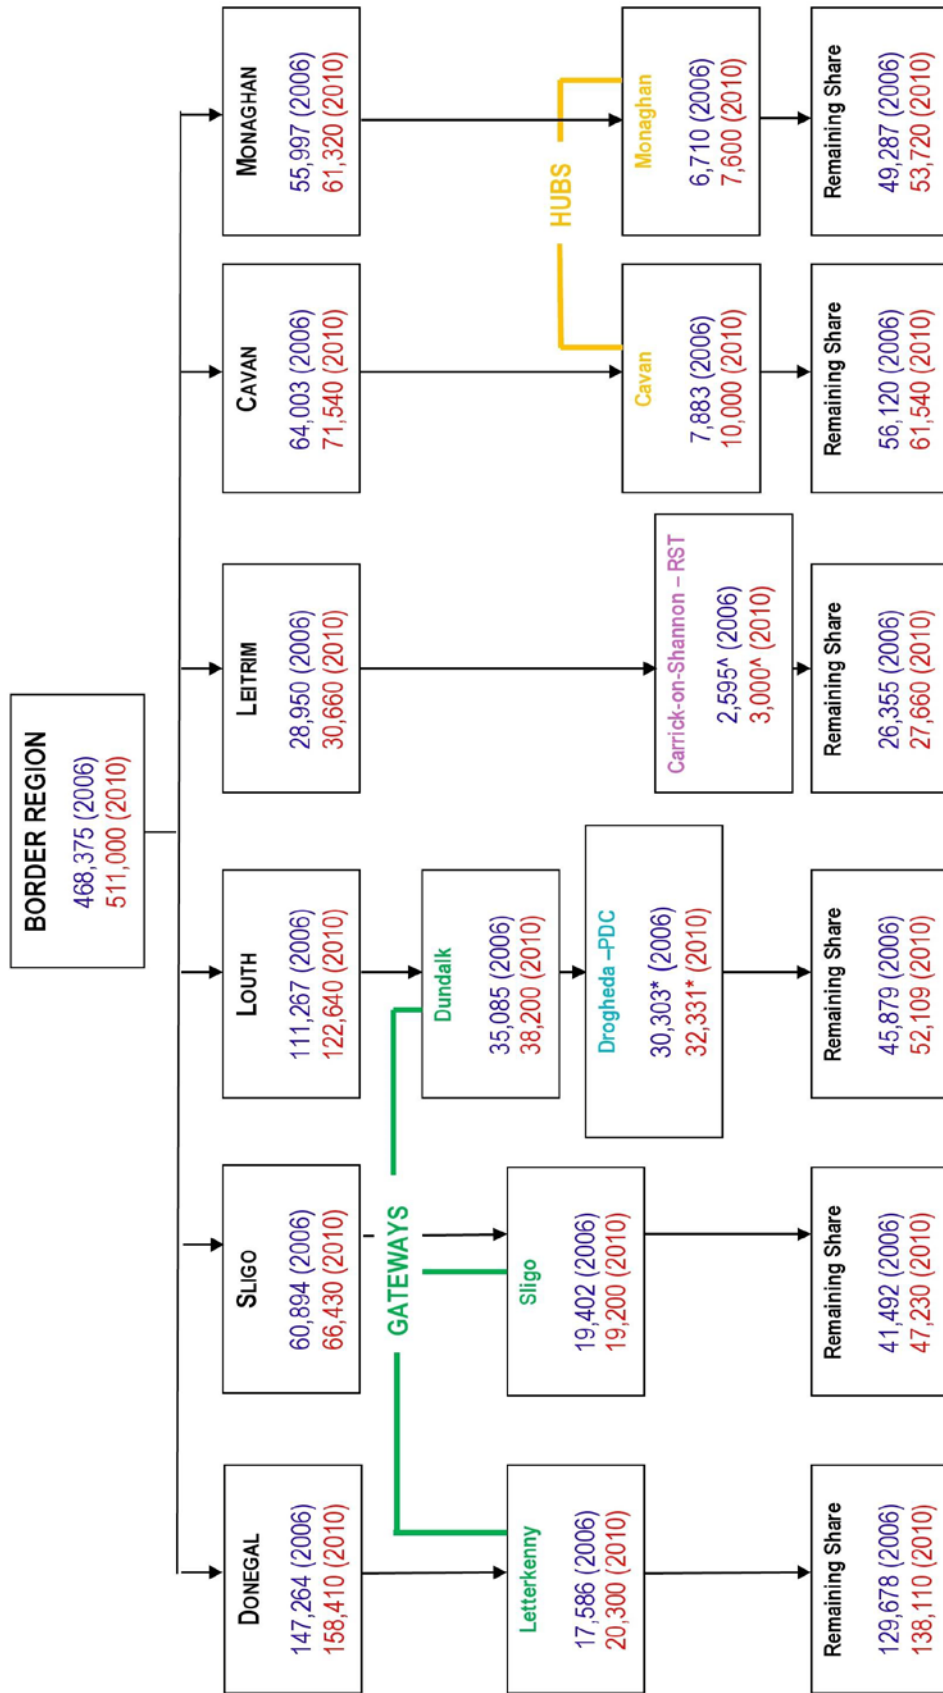 BORDER REGION
468,375 (2006)
511,000 (2010)
DONEGAL
147,264 (2006)
158,410 (2010)
SLIGO
60,894 (2006)
66,430 (2010)
LOUTH
111,267 (2006)
122,640 (2010)
LEITRIM
28,950 (2006)
30,660 (2010)
CAVAN
64,003 (2006)
71,540 (2010)
MONAGHAN
55,997 (2006)
61,320 (2010)
GATEWAYS
HUBS
Letterkenny
17,586 (2006)
20,300 (2010)
Sligo
19,402 (2006)
19,200 (2010)
Dundalk
35,085 (2006)
38,200 (2010)
Drogheda –PDC
30,303* (2006)
32,331* (2010)
Carrick-on-Shannon – RST
2,595^ (2006)
3,000^ (2010)
Cavan
7,883 (2006)
10,000 (2010)
Monaghan
6,710 (2006)
7,600 (2010)
Remaining Share
129,678 (2006)
138,110 (2010)
Remaining Share
41,492 (2006)
47,230 (2010)
Remaining Share
45,879 (2006)
52,109 (2010)
Remaining Share
26,355 (2006)
27,660 (2010)
Remaining Share
56,120 (2006)
61,540 (2010)
Remaining Share
49,287 (2006)
53,720 (2010)